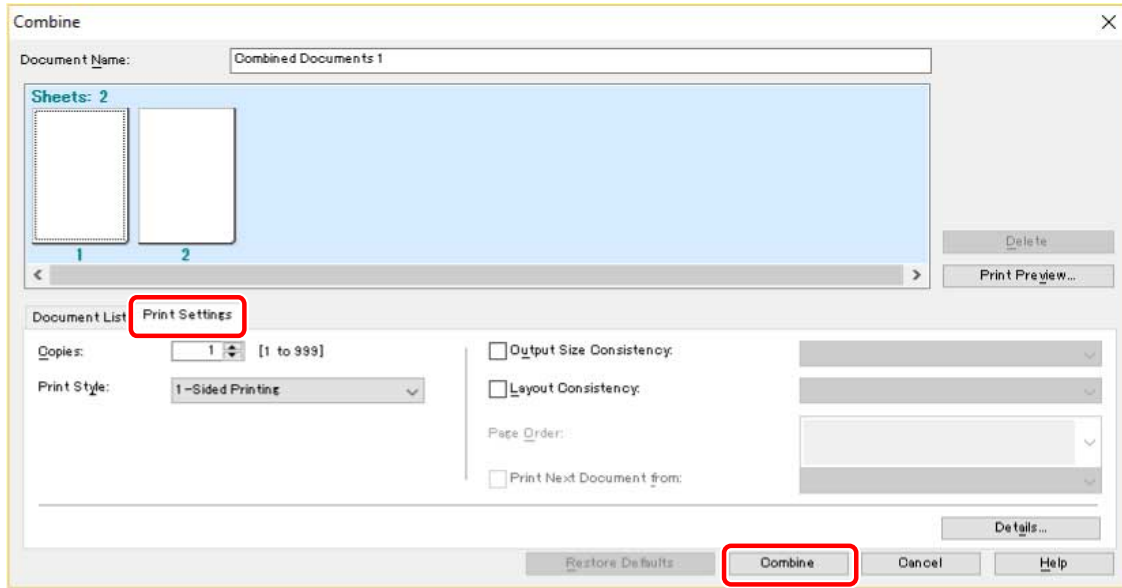 Combine
Document Name: Combined Documents 1
Sheets: 2
1 2
Delete
Print Preview...
Document List Print Settings
Copies: 1 [1 to 999] Output Size Consistency:
Print Style: 1-Sided Printing Layout Consistency:
Page Order:
Print Next Document from:
Details...
Restore Defaults Combine Cancel Help